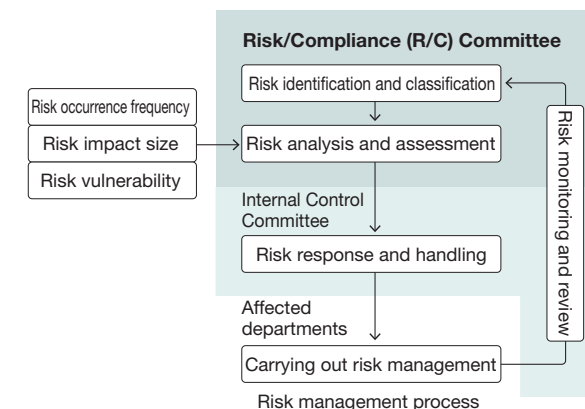 Risk/Compliance (R/C) Committee
Risk identification and classification
Risk occurrence frequency
Risk impact size
Risk vulnerability
Risk analysis and assessment
Internal Control
Committee
Risk response and handling
Affected
departments
Carrying out risk management
Risk monitoring and review
Risk management process